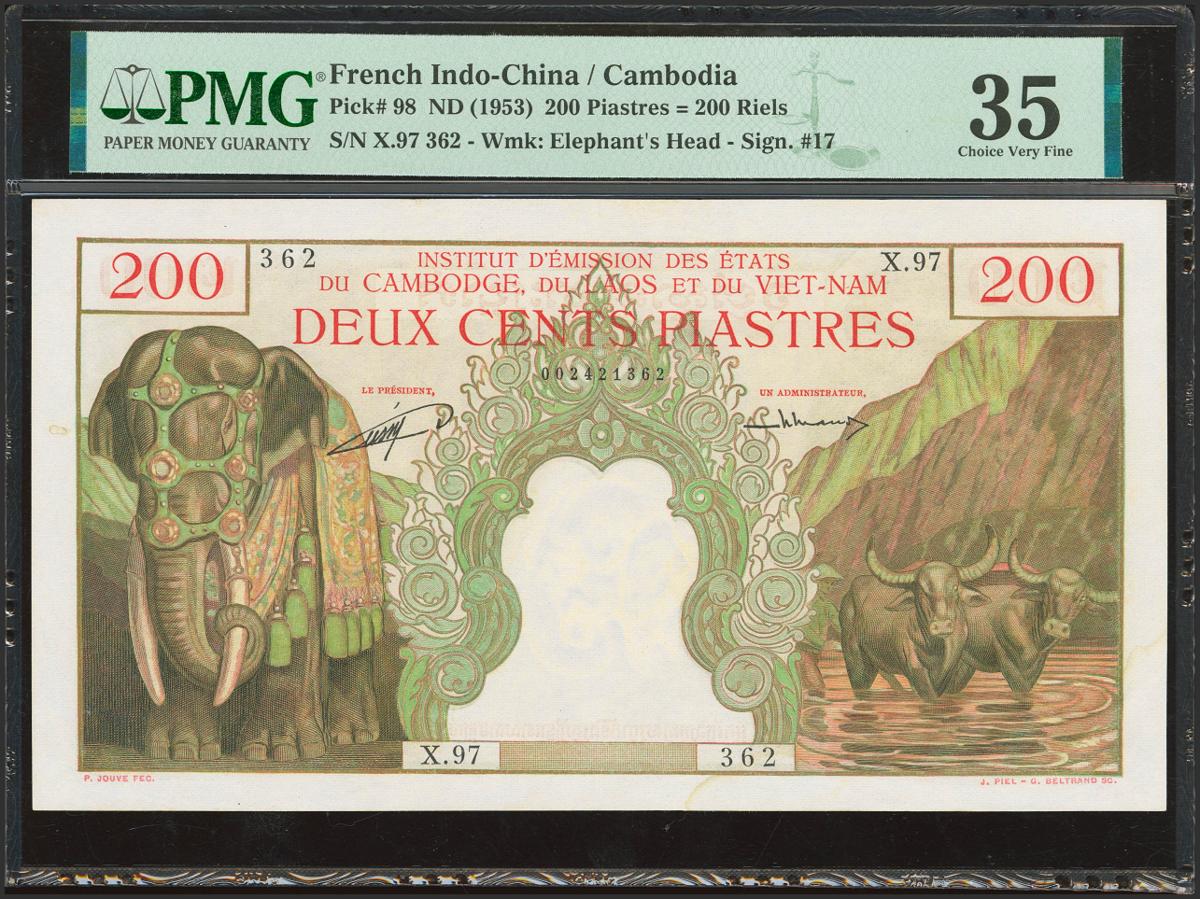 PMG®
PAPER MONEY GUARANTY
French Indo-China / Cambodia
Pick# 98 ND (1953) 200 Piastres = 200 Riels
S/N X.97 362 - Wmk: Elephant's Head - Sign. #17
35
Choice Very Fine
200
362
INSTITUT D'ÉMISSION DES ÉTATS
X.97
200
DU CAMBODGE, DU LAOS ET DU VIET-NAM
DEUX CENTS PIASTRES
002421362
LE PRÉSIDENT,
UN ADMINISTRATEUR,
X.97
362
P. JOUVE FEC.
J. PIEL - G. BELTRAND SC.